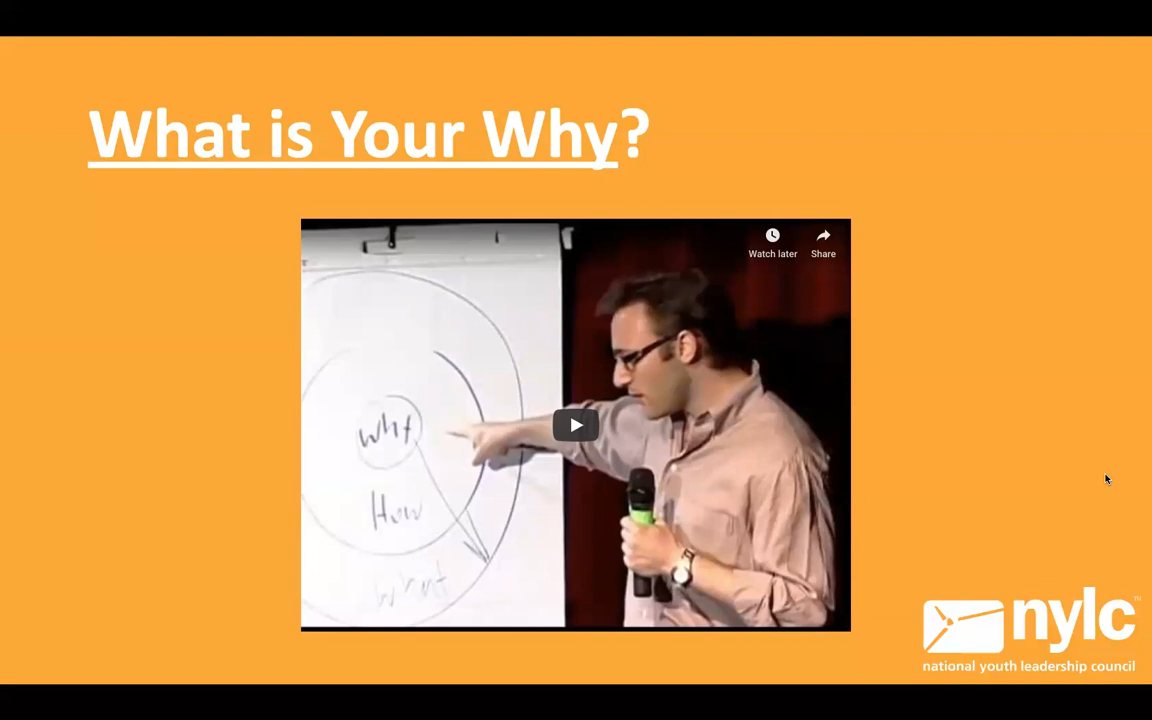 What is Your Why?
Watch later
Share
why
How
what
nylc
national youth leadership council